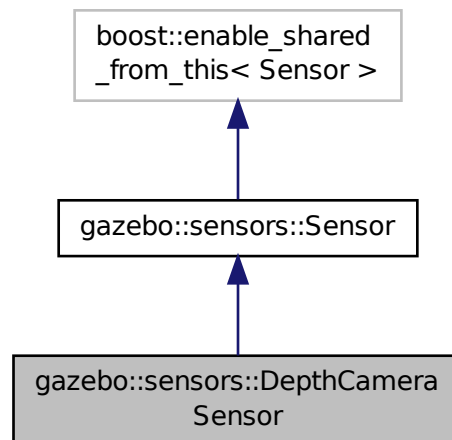 boost::enable_shared
_from_this< Sensor >
gazebo::sensors::Sensor
gazebo::sensors::DepthCamera
Sensor